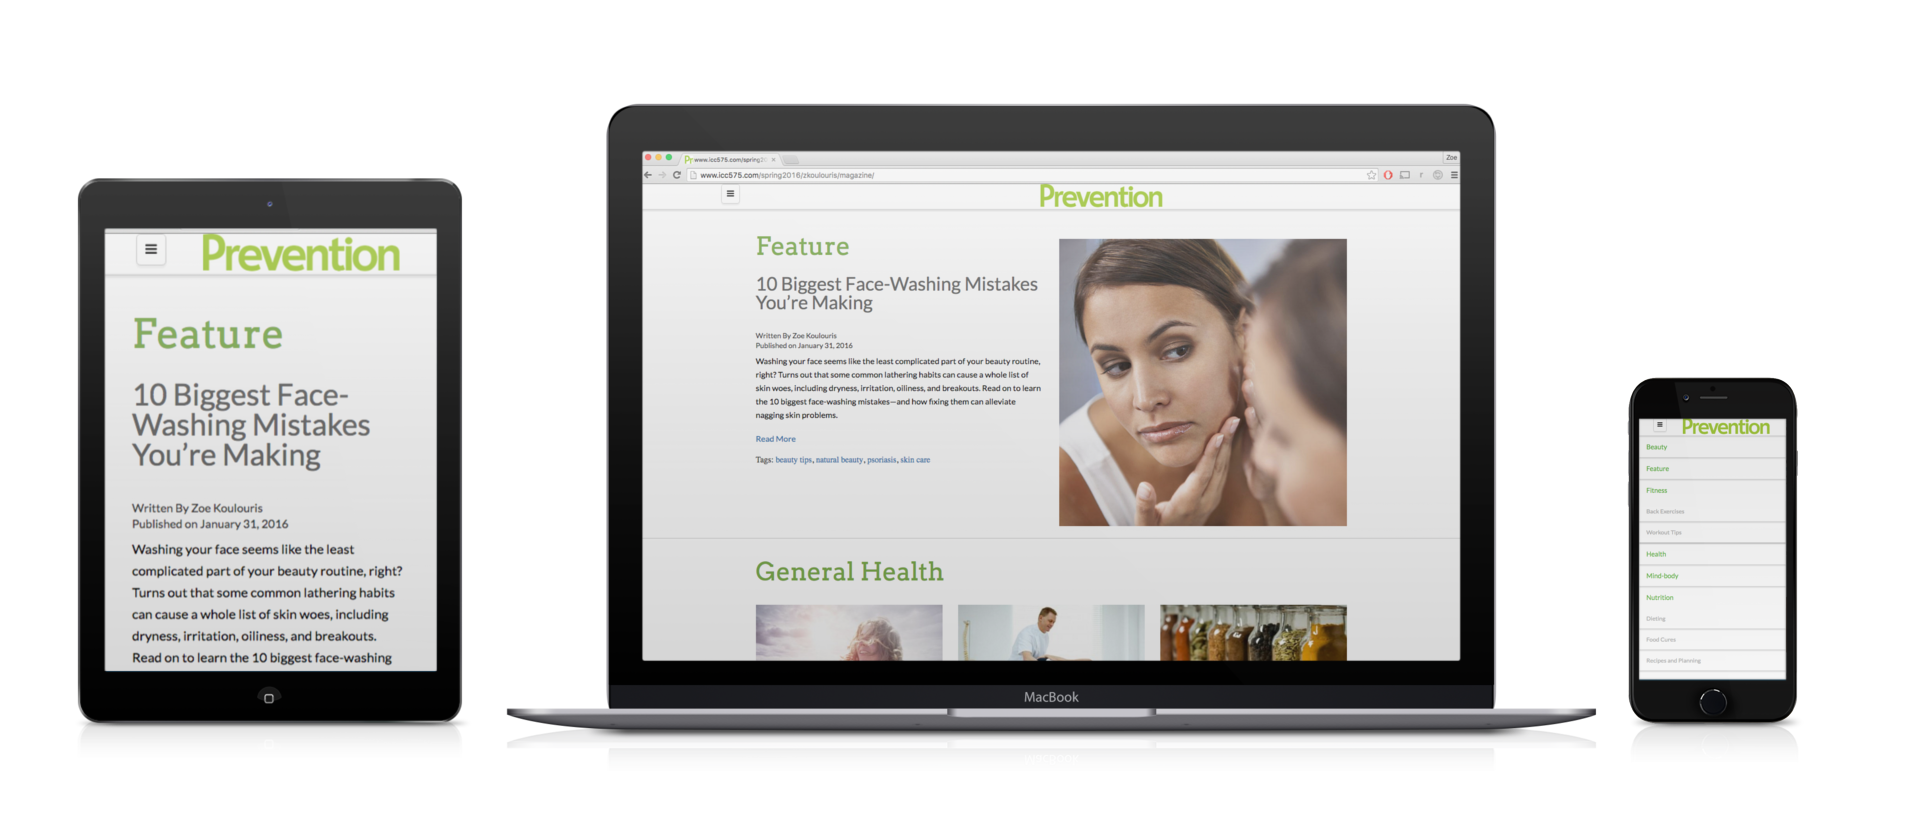 Prevention
Feature
10 Biggest Face-
Washing Mistakes
You're Making
Written By Zoe Koulouris
Published on January 31, 2016
Washing your face seems like the least
complicated part of your beauty routine, right?
Turns out that some common lathering habits
can cause a whole list of skin woes, including
dryness, irritation, oiliness, and breakouts.
Read on to learn the 10 biggest face-washing
www.icc575.com/spring2
Zoe
www.icc575.com/spring2016/zkoulouris/magazine/
Prevention
Feature
10 Biggest Face-Washing Mistakes
You're Making
Written By Zoe Koulouris
Published on January 31, 2016
Washing your face seems like the least complicated part of your beauty routine,
right? Turns out that some common lathering habits can cause a whole list of
skin woes, including dryness, irritation, oiliness, and breakouts. Read on to learn
the 10 biggest face-washing mistakes—and how fixing them can alleviate
nagging skin problems.
Read More
Tags: beauty tips, natural beauty, psoriasis, skin care
General Health
MacBook
Prevention
Beauty
Feature
Fitness
Back Exercises
Workout Tips
Health
Mind-body
Nutrition
Dieting
Food Cures
Recipes and Planning